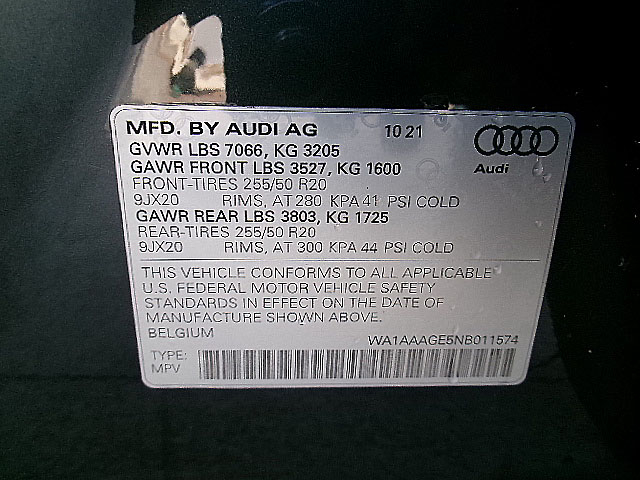 MFD. BY AUDI AG 10 21
GVWR LBS 7066, KG 3205
GAWR FRONT LBS 3527, KG 1600
FRONT-TIRES 255/50 R20
9JX20 RIMS, AT 280 KPA 41 PSI COLD
GAWR REAR LBS 3803, KG 1725
REAR-TIRES 255/50 R20
9JX20 RIMS, AT 300 KPA 44 PSI COLD
Audi
THIS VEHICLE CONFORMS TO ALL APPLICABLE
U.S. FEDERAL MOTOR VEHICLE SAFETY
STANDARDS IN EFFECT ON THE DATE OF
MANUFACTURE SHOWN ABOVE.
BELGIUM
WA1AAAGE5NB011574
TYPE:
MPV